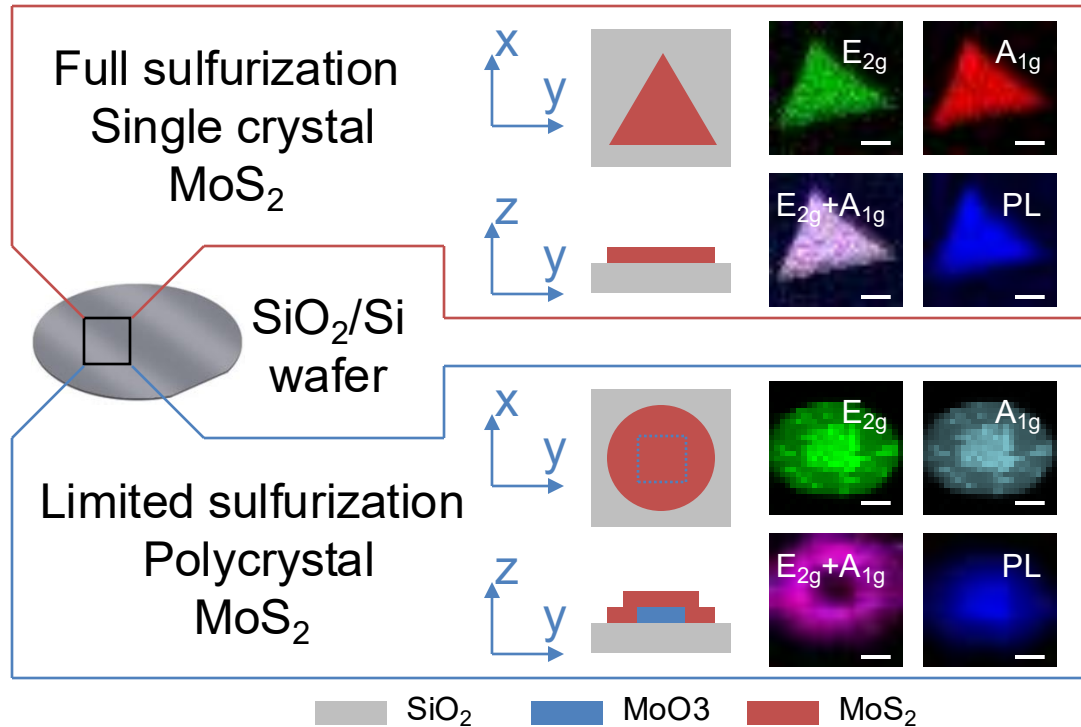 Full sulfurization
Single crystal
MoS₂
x
y
z
y
E₂g
A₁g
E₂g+A₁g
PL
SiO₂/Si
wafer
Limited sulfurization
Polycrystal
MoS₂
x
y
z
y
E₂g
A₁g
E₂g+A₁g
PL
SiO₂
MoO3
MoS₂